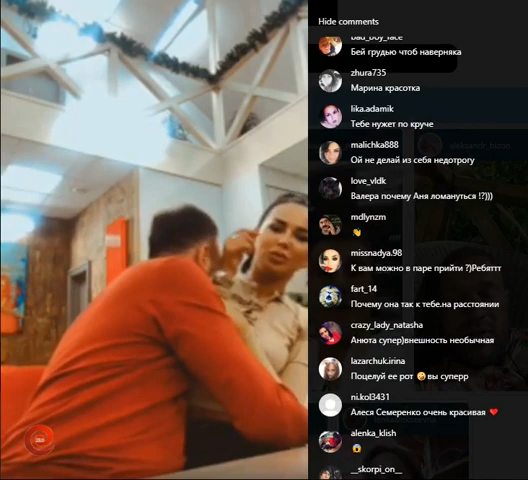 Hide comments
bad_boy_face
Бей грудью чтоб наверняка
zhura735
Марина красотка
lika.adamik
Тебе нужет по круче
malichka888
Ой не делай из себя недотрогу
love_vldk
Валера почему Аня ломануться !?)))
mdlynzm
👋
missnadya.98
К вам можно в паре прийти ?)Ребяттт
fart_14
Почему она так к тебе.на расстоянии
crazy_lady_natasha
Анюта супер)внешность необычная
lazarchuk.irina
Поцелуй ее рот 🤪 вы суперр
ni.kol3431
Алеся Семеренко очень красивая ❤️
alenka_klish
😱
__skorpi_on__